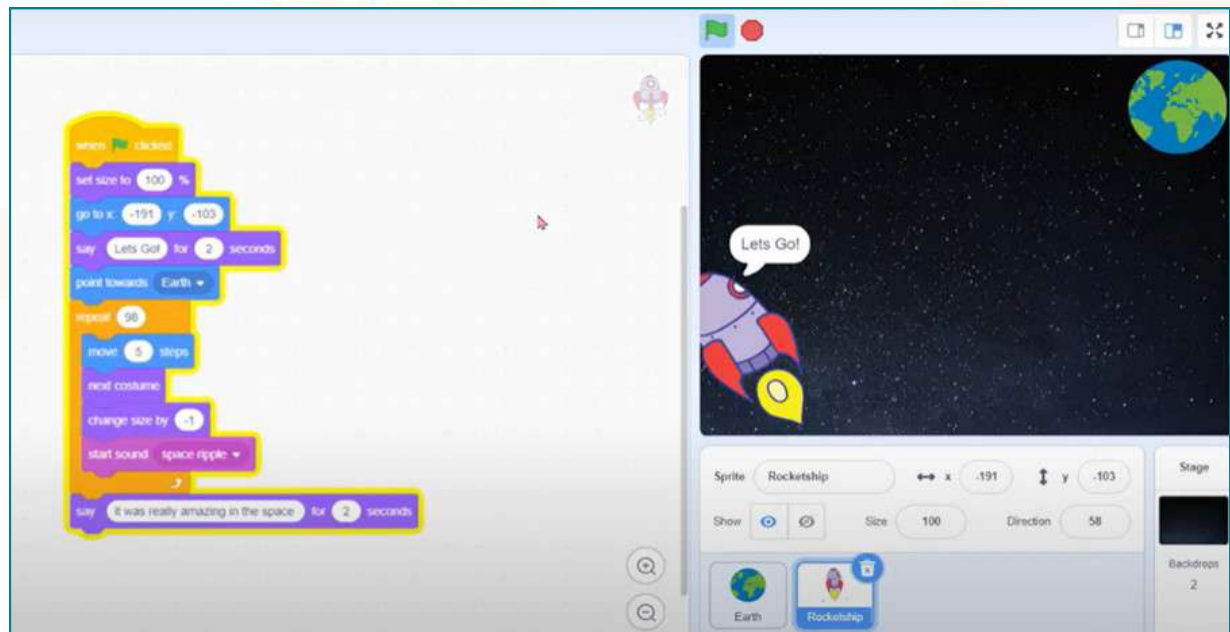 when clicked
set size to 100 %
go to x: -191 y: -103
say Lets Go! for 2 seconds
point towards Earth
repeat 98
move 5 steps
next costume
change size by -1
start sound space ripple
say it was really amazing in the space for 2 seconds
Lets Go!
Sprite Rocketship x -191 y -103
Show Size 100 Direction 58
Earth
Rocketship
Stage
Backdrops
2